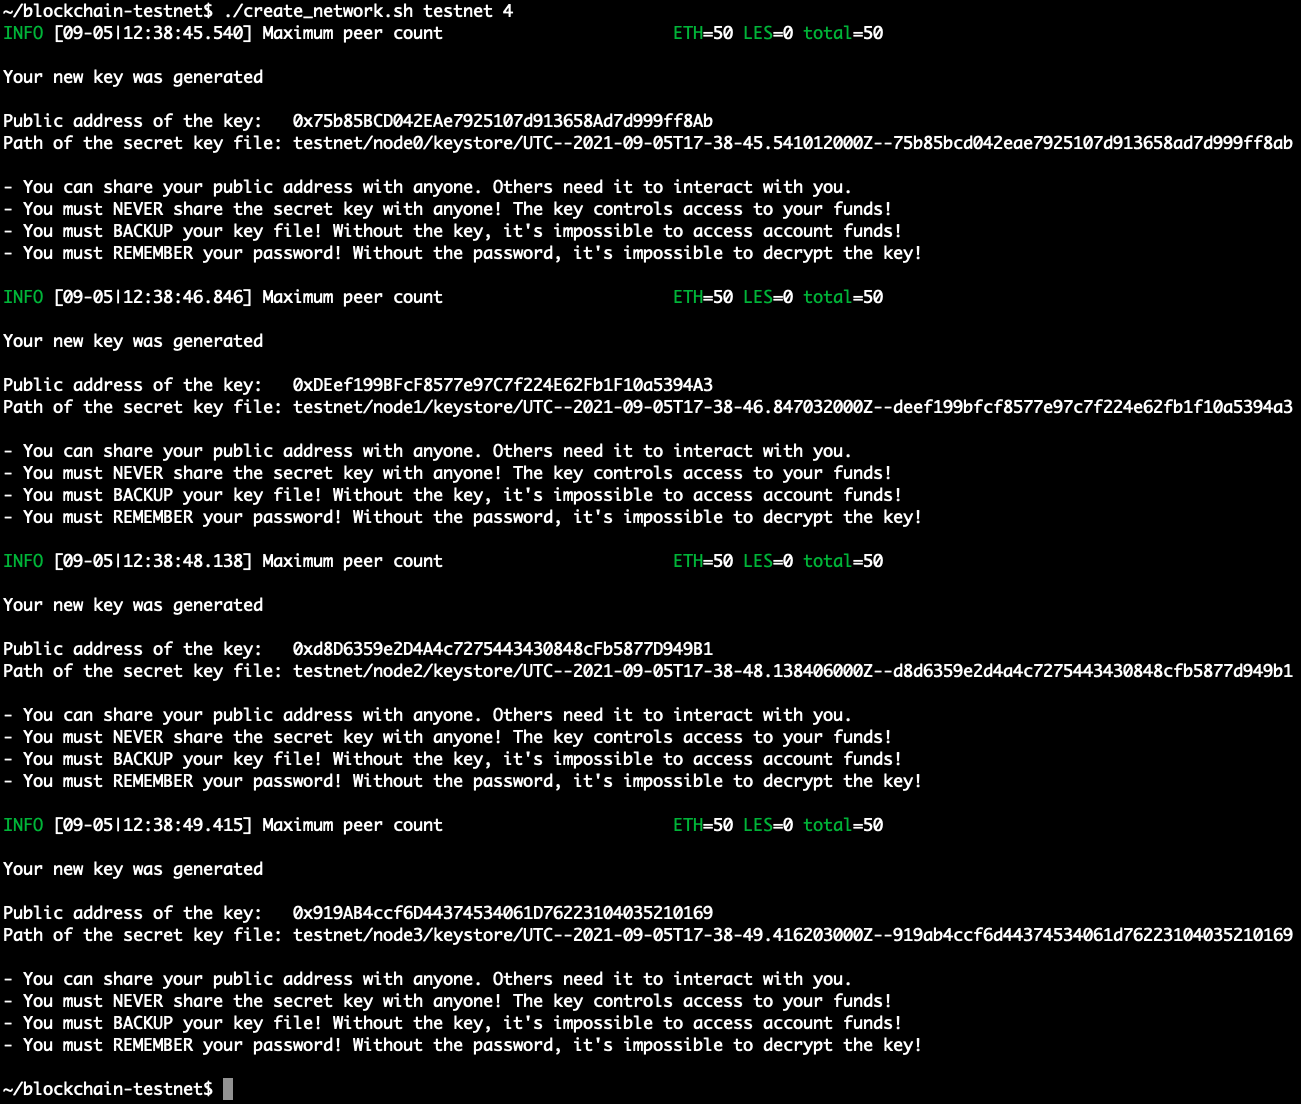 ~/blockchain-testnet$ ./create_network.sh testnet 4
INFO [09-05|12:38:45.540] Maximum peer count                       ETH=50 LES=0 total=50
Your new key was generated
Public address of the key:   0x75b85BCD042EAe7925107d913658Ad7d999ff8Ab
Path of the secret key file: testnet/node0/keystore/UTC--2021-09-05T17-38-45.541012000Z--75b85bcd042eae7925107d913658ad7d999ff8ab
- You can share your public address with anyone. Others need it to interact with you.
- You must NEVER share the secret key with anyone! The key controls access to your funds!
- You must BACKUP your key file! Without the key, it's impossible to access account funds!
- You must REMEMBER your password! Without the password, it's impossible to decrypt the key!
INFO [09-05|12:38:46.846] Maximum peer count                       ETH=50 LES=0 total=50
Your new key was generated
Public address of the key:   0xDEef199BFcF8577e97C7f224E62Fb1F10a5394A3
Path of the secret key file: testnet/node1/keystore/UTC--2021-09-05T17-38-46.847032000Z--deef199bfcf8577e97c7f224e62fb1f10a5394a3
- You can share your public address with anyone. Others need it to interact with you.
- You must NEVER share the secret key with anyone! The key controls access to your funds!
- You must BACKUP your key file! Without the key, it's impossible to access account funds!
- You must REMEMBER your password! Without the password, it's impossible to decrypt the key!
INFO [09-05|12:38:48.138] Maximum peer count                       ETH=50 LES=0 total=50
Your new key was generated
Public address of the key:   0xd8D6359e2D4A4c7275443430848cFb5877D949B1
Path of the secret key file: testnet/node2/keystore/UTC--2021-09-05T17-38-48.138406000Z--d8d6359e2d4a4c7275443430848cfb5877d949b1
- You can share your public address with anyone. Others need it to interact with you.
- You must NEVER share the secret key with anyone! The key controls access to your funds!
- You must BACKUP your key file! Without the key, it's impossible to access account funds!
- You must REMEMBER your password! Without the password, it's impossible to decrypt the key!
INFO [09-05|12:38:49.415] Maximum peer count                       ETH=50 LES=0 total=50
Your new key was generated
Public address of the key:   0x919AB4ccf6D44374534061D76223104035210169
Path of the secret key file: testnet/node3/keystore/UTC--2021-09-05T17-38-49.416203000Z--919ab4ccf6d44374534061d76223104035210169
- You can share your public address with anyone. Others need it to interact with you.
- You must NEVER share the secret key with anyone! The key controls access to your funds!
- You must BACKUP your key file! Without the key, it's impossible to access account funds!
- You must REMEMBER your password! Without the password, it's impossible to decrypt the key!
~/blockchain-testnet$